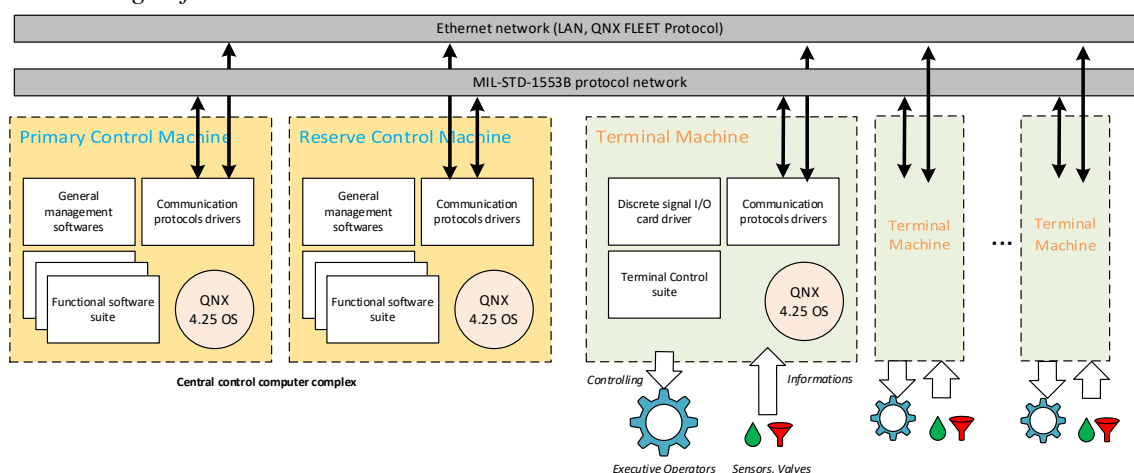 Ethernet network (LAN, QNX FLEET Protocol)
MIL-STD-1553B protocol network
Primary Control Machine
General
management
softwares
Communication
protocols drivers
Functional software
suite
QNX
4.25 OS
Reserve Control Machine
General
management
softwares
Communication
protocols drivers
Functional software
suite
QNX
4.25 OS
Central control computer complex
Terminal Machine
Discrete signal I/O
card driver
Communication
protocols drivers
Terminal Control
suite
QNX
4.25 OS
Controlling
Informations
Executive Operators
Sensors, Valves
Terminal
Machine
...
Terminal
Machine